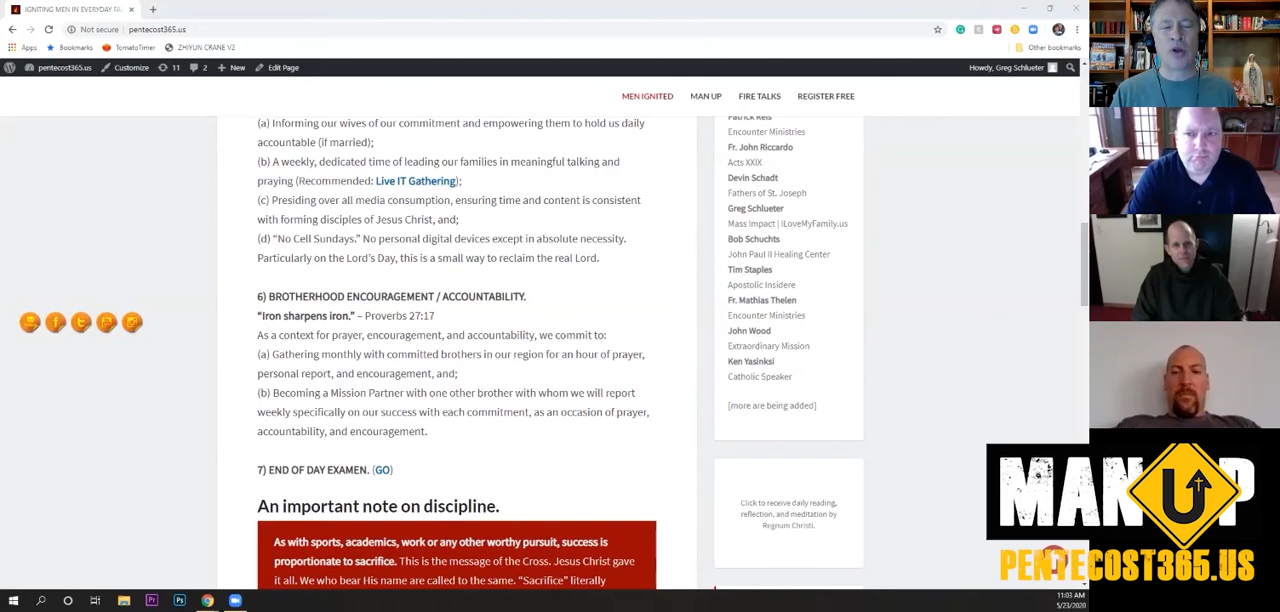 IGNITING MEN IN EVERYDAY FA
Not secure | pentecost365.us
Apps Bookmarks TomatoTimer ZHIYUN CRANE V2 Other bookmarks
pentecost365.us Customize 11 2 New Edit Page Howdy, Greg Schlueter
MEN IGNITED MAN UP FIRE TALKS REGISTER FREE
(a) Informing our wives of our commitment and empowering them to hold us daily
accountable (if married);
(b) A weekly, dedicated time of leading our families in meaningful talking and
praying (Recommended: Live IT Gathering);
(c) Presiding over all media consumption, ensuring time and content is consistent
with forming disciples of Jesus Christ, and;
(d) “No Cell Sundays.” No personal digital devices except in absolute necessity.
Particularly on the Lord’s Day, this is a small way to reclaim the real Lord.
6) BROTHERHOOD ENCOURAGEMENT / ACCOUNTABILITY.
“Iron sharpens iron.” – Proverbs 27:17
As a context for prayer, encouragement, and accountability, we commit to:
(a) Gathering monthly with committed brothers in our region for an hour of prayer,
personal report, and encouragement, and;
(b) Becoming a Mission Partner with one other brother with whom we will report
weekly specifically on our success with each commitment, as an occasion of prayer,
accountability, and encouragement.
7) END OF DAY EXAMEN. (GO)
An important note on discipline.
As with sports, academics, work or any other worthy pursuit, success is
proportionate to sacrifice. This is the message of the Cross. Jesus Christ gave
it all. We who bear His name are called to the same. “Sacrifice” literally
Patrick Reis
Encounter Ministries
Fr. John Riccardo
Acts XXIX
Devin Schadt
Fathers of St. Joseph
Greg Schlueter
Mass Impact | ILoveMyFamily.us
Bob Schuchts
John Paul II Healing Center
Tim Staples
Apostolic Insidere
Fr. Mathias Thelen
Encounter Ministries
John Wood
Extraordinary Mission
Ken Yasinksi
Catholic Speaker
[more are being added]
Click to receive daily reading,
reflection, and meditation by
Regnum Christi.
MAN UP
PENTECOST365.US
11:03 AM
5/23/2020